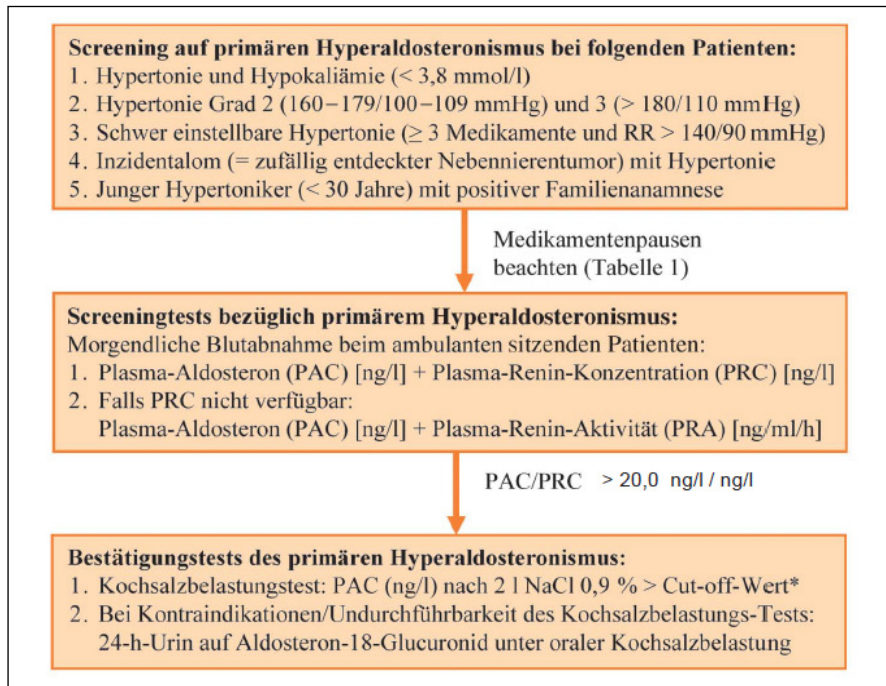 Screening auf primären Hyperaldosteronismus bei folgenden Patienten:
1. Hypertonie und Hypokaliämie (< 3,8 mmol/l)
2. Hypertonie Grad 2 (160–179/100–109 mmHg) und 3 (> 180/110 mmHg)
3. Schwer einstellbare Hypertonie (≥ 3 Medikamente und RR > 140/90 mmHg)
4. Inzidentalom (= zufällig entdeckter Nebennierentumor) mit Hypertonie
5. Junger Hypertoniker (< 30 Jahre) mit positiver Familienanamnese
Medikamentenpausen
beachten (Tabelle 1)
Screeningtests bezüglich primärem Hyperaldosteronismus:
Morgendliche Blutabnahme beim ambulanten sitzenden Patienten:
1. Plasma-Aldosteron (PAC) [ng/l] + Plasma-Renin-Konzentration (PRC) [ng/l]
2. Falls PRC nicht verfügbar:
Plasma-Aldosteron (PAC) [ng/l] + Plasma-Renin-Aktivität (PRA) [ng/ml/h]
PAC/PRC > 20,0 ng/l / ng/l
Bestätigungstests des primären Hyperaldosteronismus:
1. Kochsalzbelastungstest: PAC (ng/l) nach 2 l NaCl 0,9 % > Cut-off-Wert*
2. Bei Kontraindikationen/Undurchführbarkeit des Kochsalzbelastungs-Tests:
24-h-Urin auf Aldosteron-18-Glucuronid unter oraler Kochsalzbelastung